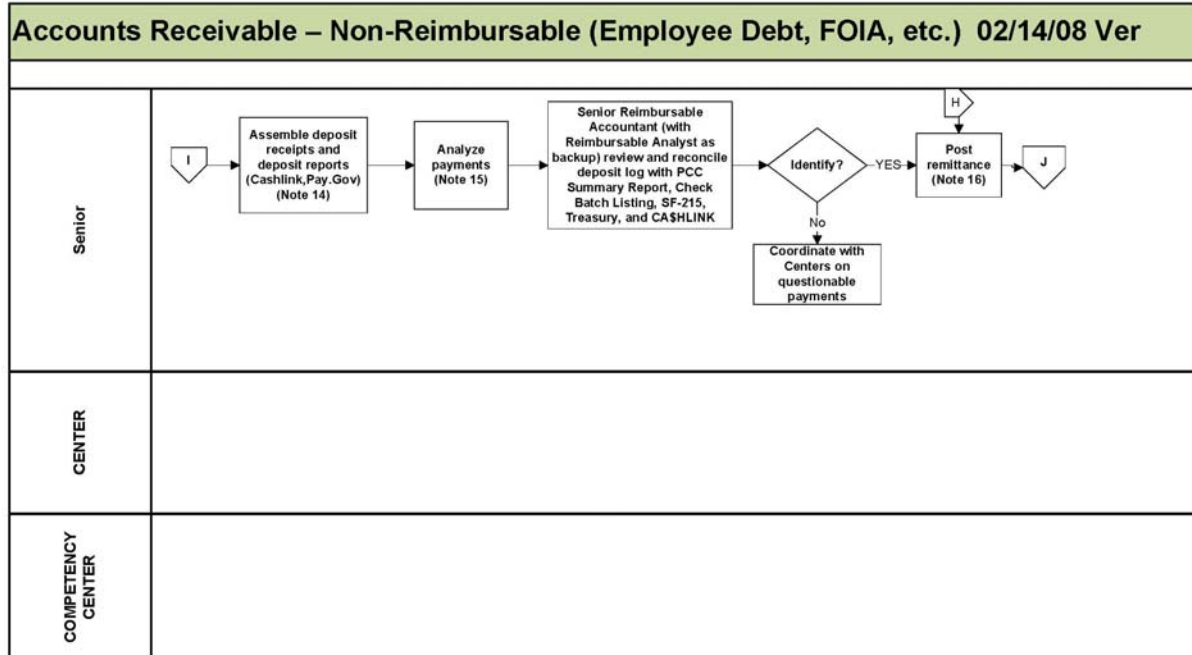 Accounts Receivable – Non-Reimbursable (Employee Debt, FOIA, etc.) 02/14/08 Ver
Senior
I
Assemble deposit
receipts and
deposit reports
(Cashlink,Pay.Gov)
(Note 14)
Analyze
payments
(Note 15)
Senior Reimbursable
Accountant (with
Reimbursable Analyst as
backup) review and reconcile
deposit log with PCC
Summary Report, Check
Batch Listing, SF-215,
Treasury, and CA$HLINK
Identify?
YES
No
Coordinate with
Centers on
questionable
payments
H
Post
remittance
(Note 16)
J
CENTER
COMPETENCY
CENTER